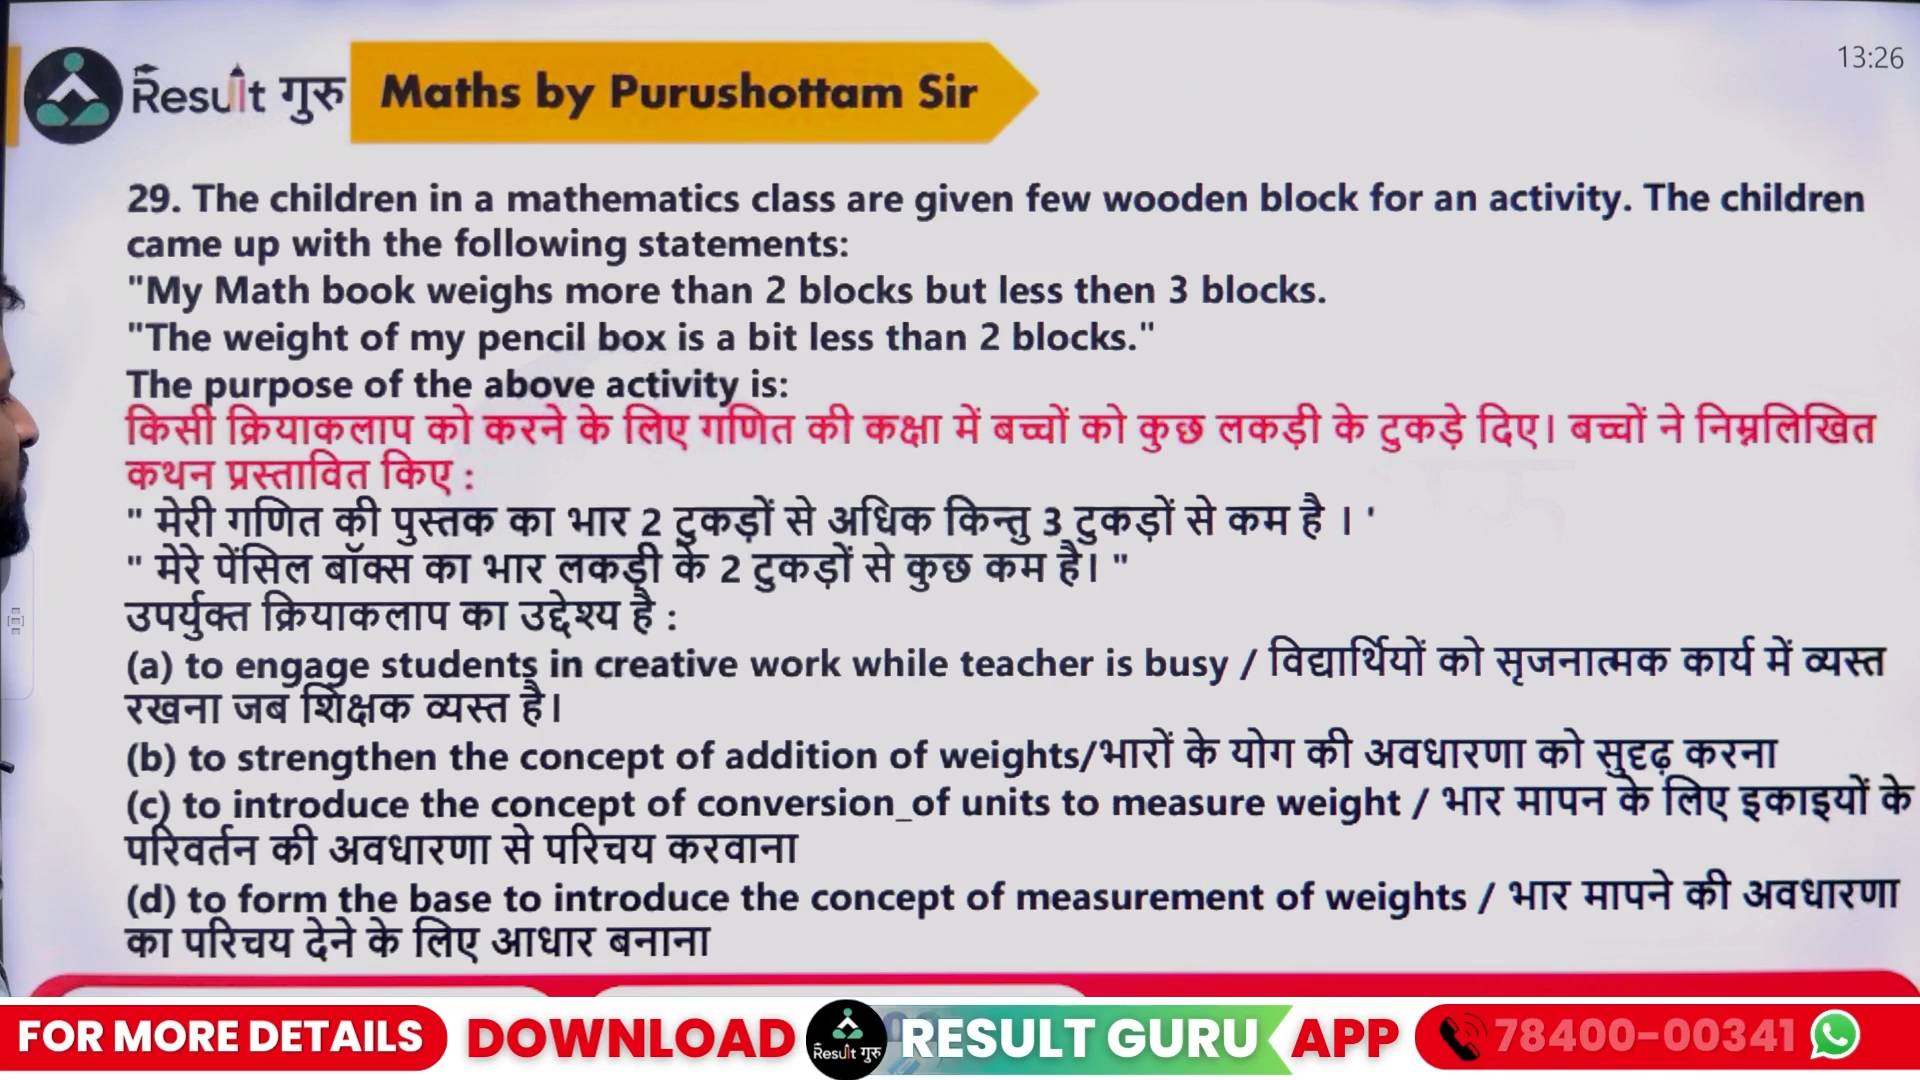 13:26
Result गुरु
Maths by Purushottam Sir
29. The children in a mathematics class are given few wooden block for an activity. The children
came up with the following statements:
"My Math book weighs more than 2 blocks but less then 3 blocks.
"The weight of my pencil box is a bit less than 2 blocks."
The purpose of the above activity is:
किसी क्रियाकलाप को करने के लिए गणित की कक्षा में बच्चों को कुछ लकड़ी के टुकड़े दिए। बच्चों ने निम्नलिखित
कथन प्रस्तावित किए :
" मेरी गणित की पुस्तक का भार 2 टुकड़ों से अधिक किन्तु 3 टुकड़ों से कम है । '
" मेरे पेंसिल बॉक्स का भार लकड़ी के 2 टुकड़ों से कुछ कम है। "
उपर्युक्त क्रियाकलाप का उद्देश्य है :
(a) to engage students in creative work while teacher is busy / विद्यार्थियों को सृजनात्मक कार्य में व्यस्त
रखना जब शिक्षक व्यस्त है।
(b) to strengthen the concept of addition of weights/भारों के योग की अवधारणा को सुदृढ़ करना
(c) to introduce the concept of conversion_of units to measure weight / भार मापन के लिए इकाइयों के
परिवर्तन की अवधारणा से परिचय करवाना
(d) to form the base to introduce the concept of measurement of weights / भार मापने की अवधारणा
का परिचय देने के लिए आधार बनाना
FOR MORE DETAILS DOWNLOAD Result गुरु RESULT GURU APP 78400-00341